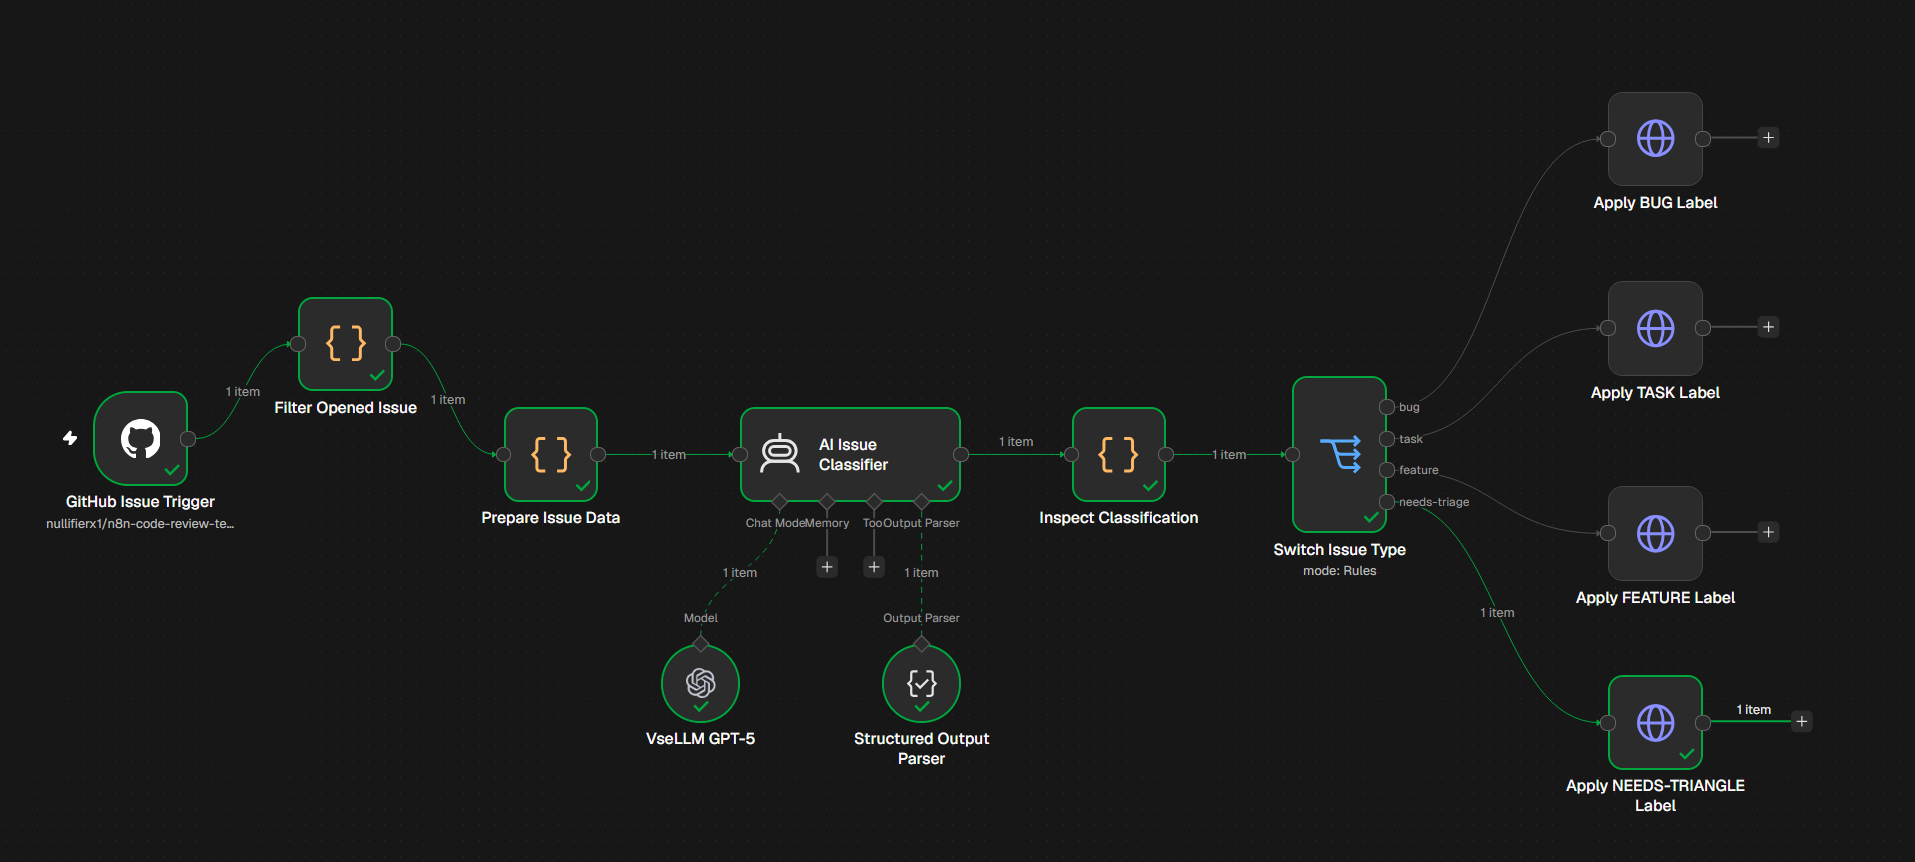 GitHub Issue Trigger
nullifierx1/n8n-code-review-te...
1 item
Filter Opened Issue
1 item
Prepare Issue Data
1 item
AI Issue
Classifier
Chat Mode
Memory
Too
Output Parser
1 item
Model
VseLLM GPT-5
1 item
Output Parser
Structured Output
Parser
1 item
Inspect Classification
1 item
Switch Issue Type
mode: Rules
bug
task
feature
needs-triage
1 item
Apply BUG Label
Apply TASK Label
Apply FEATURE Label
1 item
Apply NEEDS-TRIANGLE
Label